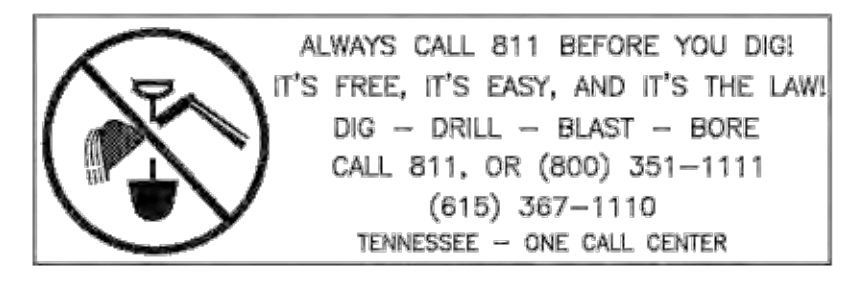 ALWAYS CALL 811 BEFORE YOU DIG!
IT'S FREE, IT'S EASY, AND IT'S THE LAW!
DIG — DRILL — BLAST — BORE
CALL 811, OR (800) 351—1111
(615) 367—1110
TENNESSEE — ONE CALL CENTER